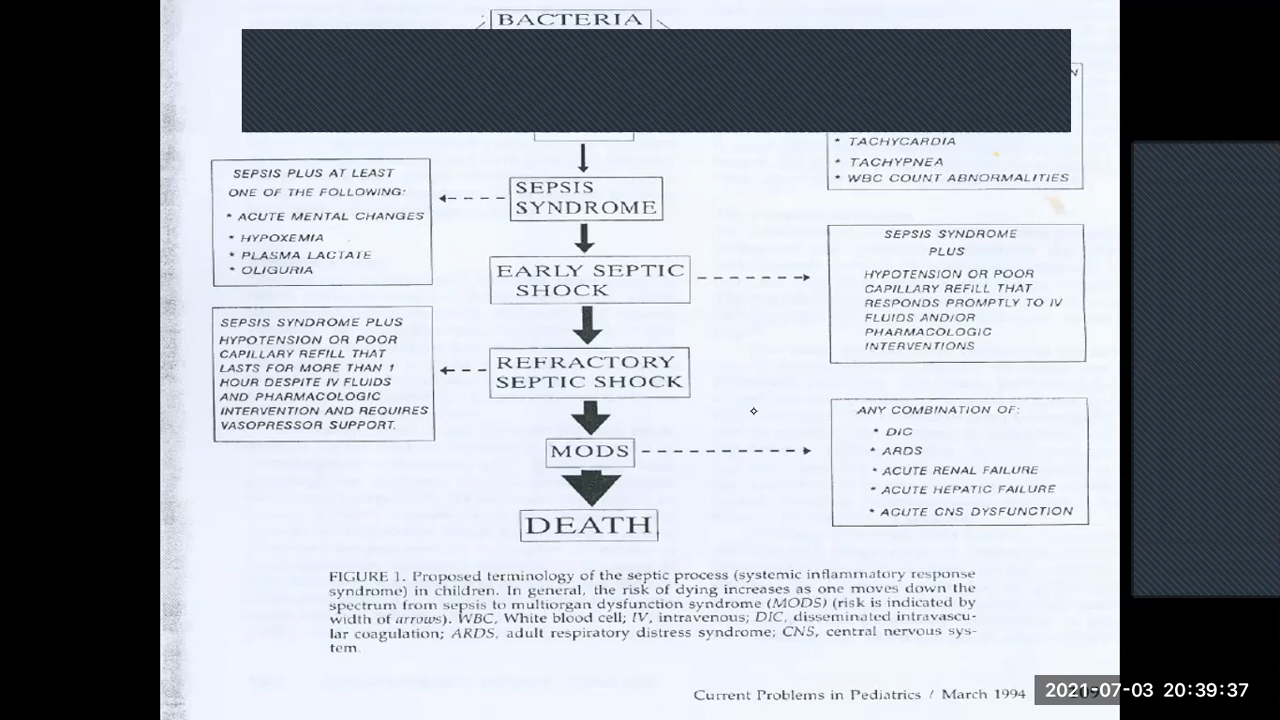 BACTERIA
* TACHYCARDIA
* TACHYPNEA
* WBC COUNT ABNORMALITIES
SEPSIS PLUS AT LEAST
ONE OF THE FOLLOWING:
* ACUTE MENTAL CHANGES
* HYPOXEMIA
* PLASMA LACTATE
* OLIGURIA
SEPSIS
SYNDROME
SEPSIS SYNDROME
PLUS
HYPOTENSION OR POOR
CAPILLARY REFILL THAT
RESPONDS PROMPTLY TO IV
FLUIDS AND/OR
PHARMACOLOGIC
INTERVENTIONS
EARLY SEPTIC
SHOCK
SEPSIS SYNDROME PLUS
HYPOTENSION OR POOR
CAPILLARY REFILL THAT
LASTS FOR MORE THAN 1
HOUR DESPITE IV FLUIDS
AND PHARMACOLOGIC
INTERVENTION AND REQUIRES
VASOPRESSOR SUPPORT.
REFRACTORY
SEPTIC SHOCK
ANY COMBINATION OF:
* DIC
* ARDS
* ACUTE RENAL FAILURE
* ACUTE HEPATIC FAILURE
* ACUTE CNS DYSFUNCTION
MODS
DEATH
FIGURE 1. Proposed terminology of the septic process (systemic inflammatory response
syndrome) in children. In general, the risk of dying increases as one moves down the
spectrum from sepsis to multiorgan dysfunction syndrome (MODS) (risk is indicated by
width of arrows). WBC, White blood cell; IV, intravenous; DIC, disseminated intravascu-
lar coagulation; ARDS, adult respiratory distress syndrome; CNS, central nervous sys-
tem.
Current Problems in Pediatrics / March 1994
2021-07-03 20:39:37